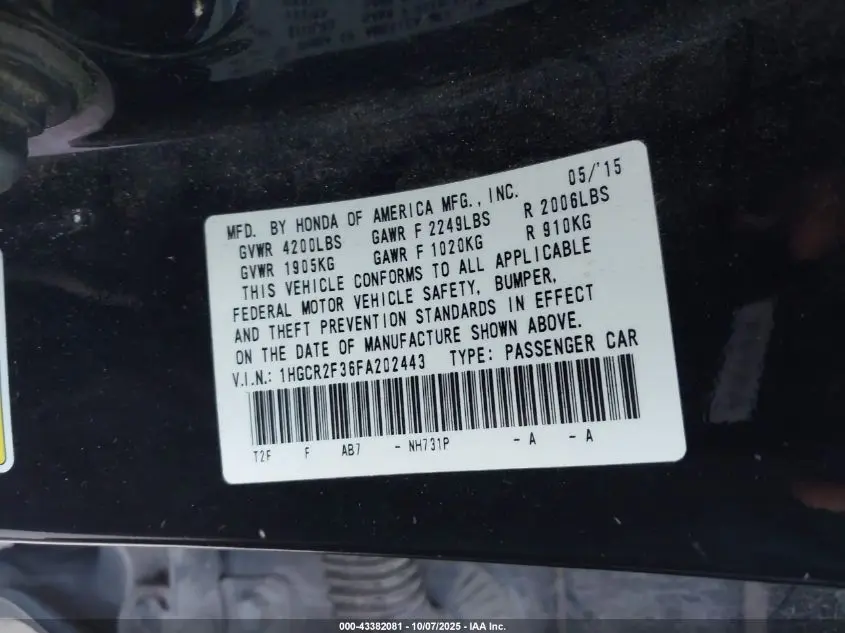 MFD. BY HONDA OF AMERICA MFG., INC. 05/'15
GVWR 4200LBS GAWR F 2249LBS R 2006LBS
GVWR 1905KG GAWR F 1020KG R 910KG
THIS VEHICLE CONFORMS TO ALL APPLICABLE
FEDERAL MOTOR VEHICLE SAFETY, BUMPER,
AND THEFT PREVENTION STANDARDS IN EFFECT
ON THE DATE OF MANUFACTURE SHOWN ABOVE.
V.I.N.: 1HGCR2F36FA202443 TYPE: PASSENGER CAR
T2F F AB7 - NH731P - A - A
000-43382081 - 10/07/2025 - IAA Inc.